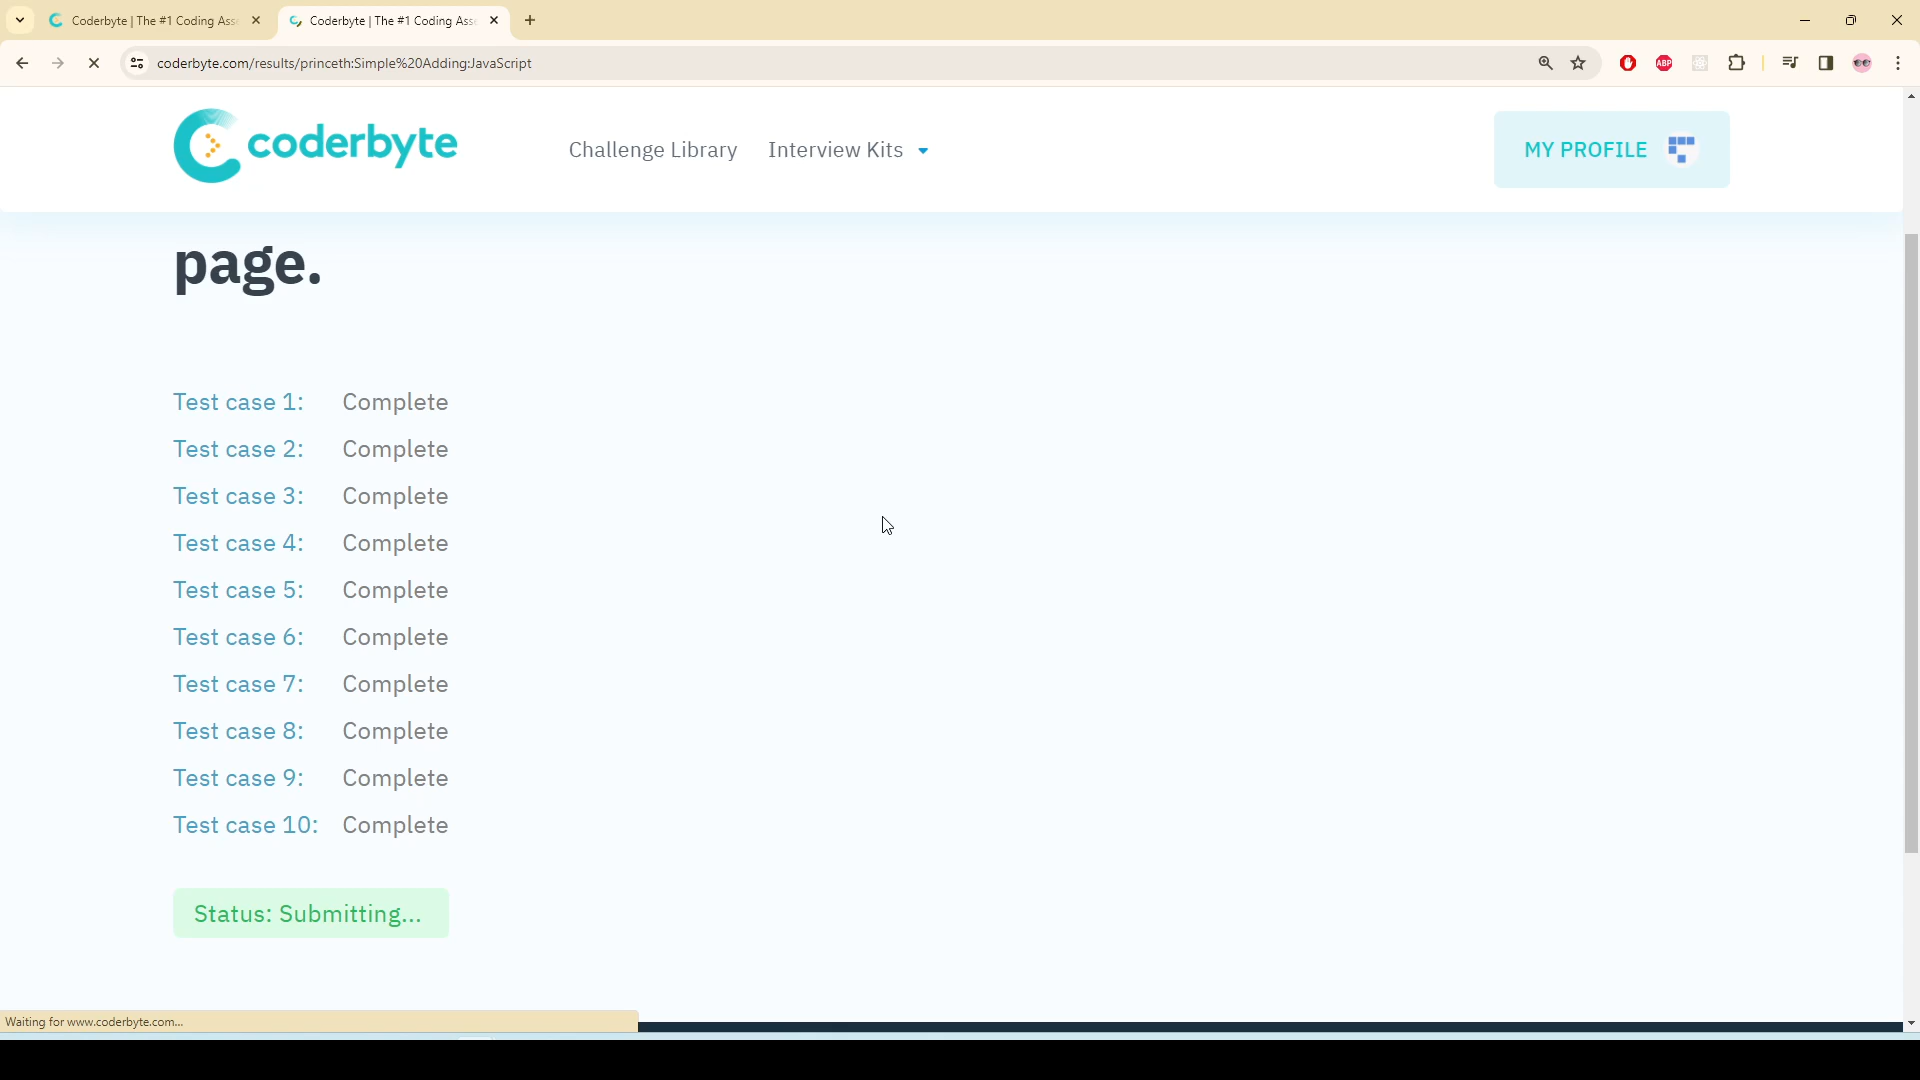 Coderbyte | The #1 Coding Ass
Coderbyte | The #1 Coding Asse
coderbyte.com/results/princeth:Simple%20Adding:JavaScript
ABP
coderbyte
Challenge Library
Interview Kits
MY PROFILE
page.
Test case 1: Complete
Test case 2: Complete
Test case 3: Complete
Test case 4: Complete
Test case 5: Complete
Test case 6: Complete
Test case 7: Complete
Test case 8: Complete
Test case 9: Complete
Test case 10: Complete
Status: Submitting...
Waiting for www.coderbyte.com...